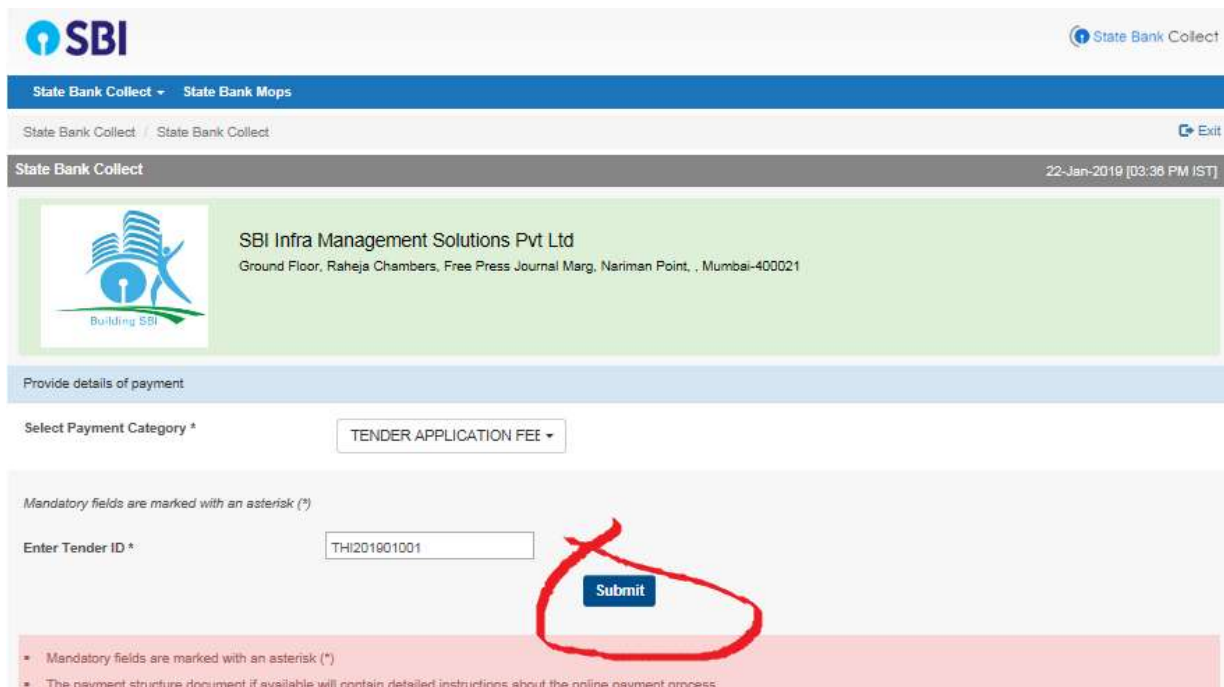 SBI
State Bank Collect
State Bank Collect State Bank Mops
State Bank Collect / State Bank Collect
Exit
State Bank Collect
22-Jan-2019 [03:36 PM IST]
SBI Infra Management Solutions Pvt Ltd
Ground Floor, Raheja Chambers, Free Press Journal Marg, Nariman Point, , Mumbai-400021
Building SBI
Provide details of payment
Select Payment Category *
TENDER APPLICATION FEE
Mandatory fields are marked with an asterisk (*)
Enter Tender ID *
THI201901001
Submit
Mandatory fields are marked with an asterisk (*)
The payment structure document if available will contain detailed instructions about the online payment process.